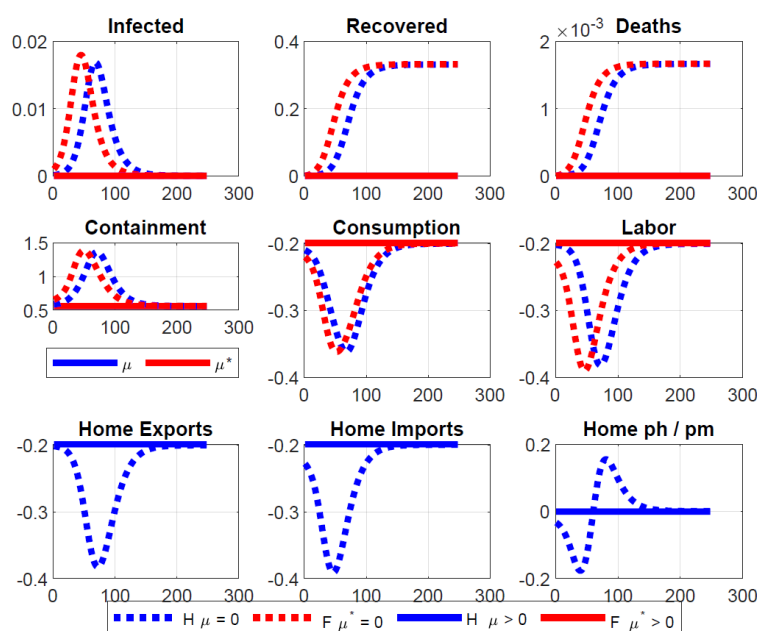 Infected
Recovered
Deaths
0.02
0.01
0
0 100 200 300
0.4
0.2
0
0 100 200 300
×10⁻³
2
1
0
0 100 200 300
Containment
Consumption
Labor
1.5
1
0.5
0 100 200 300
μ μ*
-0.2
-0.3
-0.4
0 100 200 300
-0.2
-0.3
-0.4
0 100 200 300
Home Exports
Home Imports
Home ph / pm
-0.2
-0.3
-0.4
0 100 200 300
-0.2
-0.3
-0.4
0 100 200 300
0.2
0
-0.2
0 100 200 300
H μ = 0 F μ* = 0 H μ > 0 F μ* > 0